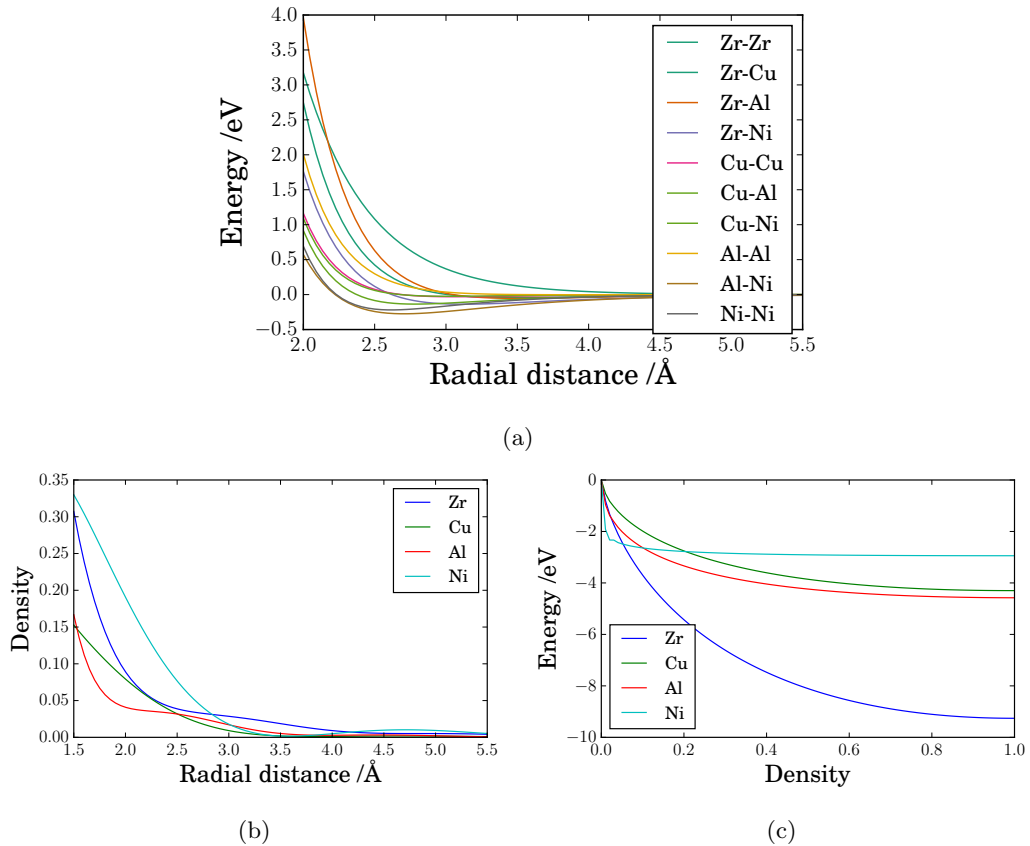 4.0
3.5
3.0
2.5
2.0
1.5
1.0
0.5
0.0
−0.5
Energy /eV
Zr-Zr
Zr-Cu
Zr-Al
Zr-Ni
Cu-Cu
Cu-Al
Cu-Ni
Al-Al
Al-Ni
Ni-Ni
2.0 2.5 3.0 3.5 4.0 4.5 5.0 5.5
Radial distance /Å
(a)
0.35
0.30
0.25
0.20
0.15
0.10
0.05
0.00
Density
Zr
Cu
Al
Ni
1.5 2.0 2.5 3.0 3.5 4.0 4.5 5.0 5.5
Radial distance /Å
(b)
0
−2
−4
−6
−8
−10
Energy /eV
Zr
Cu
Al
Ni
0.0 0.2 0.4 0.6 0.8 1.0
Density
(c)